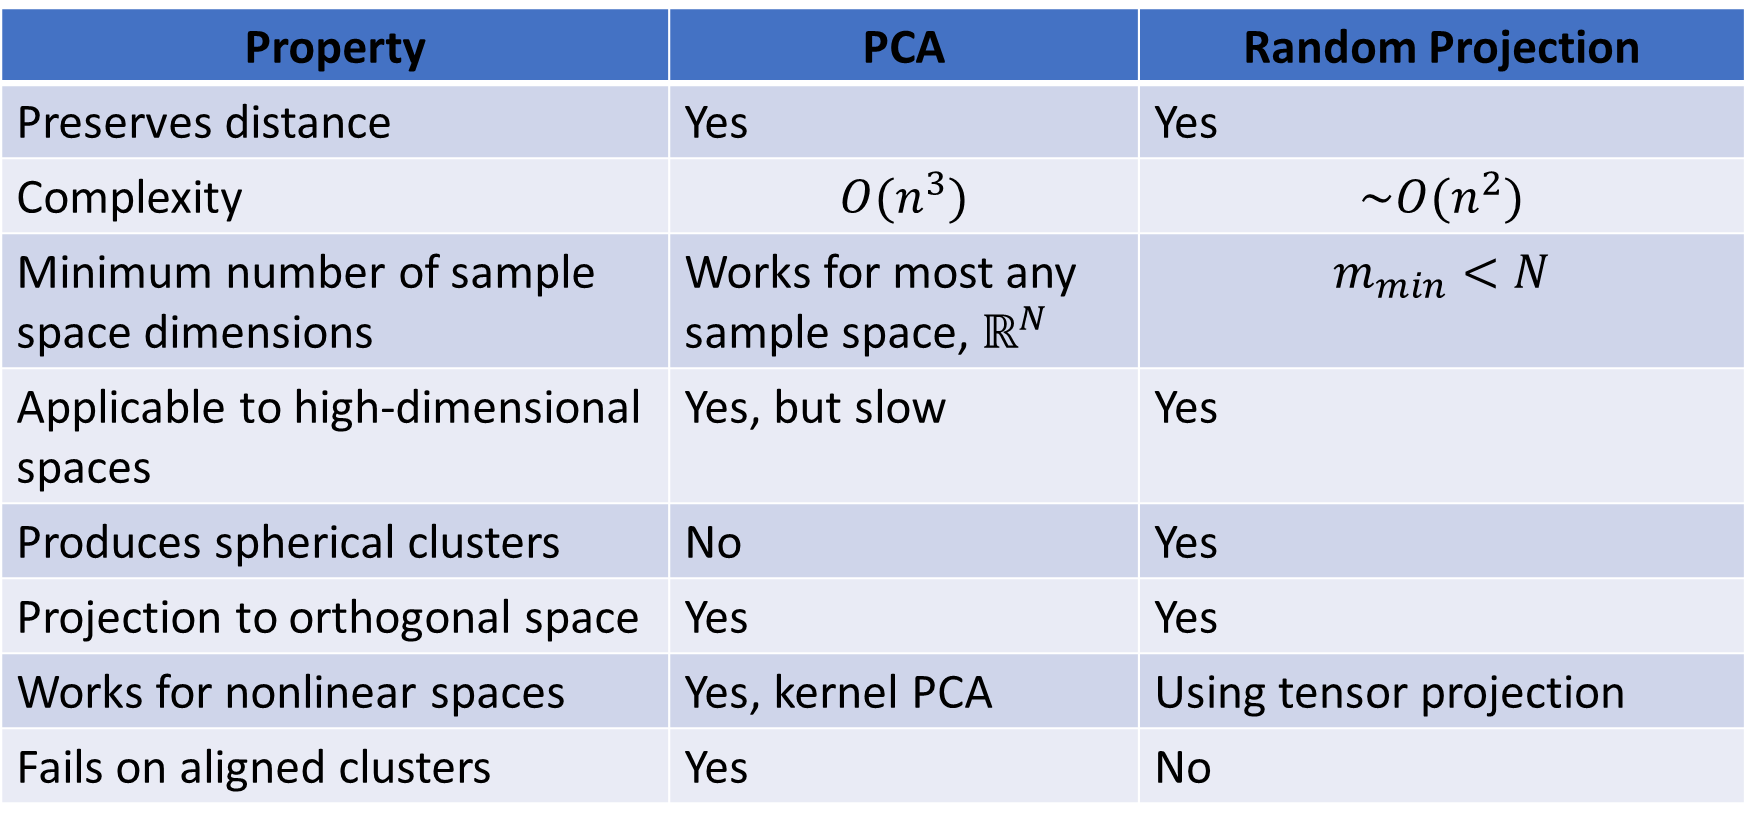 Property PCA Random Projection
Preserves distance Yes Yes
Complexity O(n³) ~O(n²)
Minimum number of sample Works for most any m_min < N
space dimensions sample space, ℝᴺ
Applicable to high-dimensional Yes, but slow Yes
spaces
Produces spherical clusters No Yes
Projection to orthogonal space Yes Yes
Works for nonlinear spaces Yes, kernel PCA Using tensor projection
Fails on aligned clusters Yes No